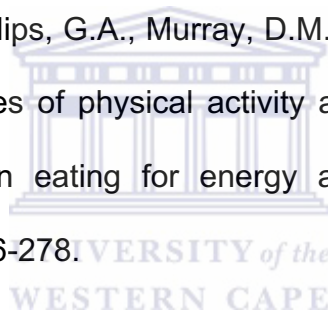 lips, G.A., Murray, D.M.
es of physical activity a
n eating for energy a
6-278.
UNIVERSITY of the
WESTERN CAPE